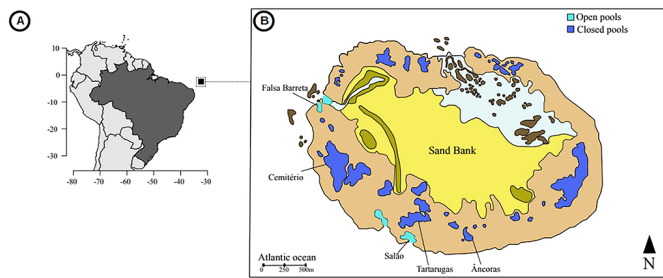 A
10
0
-10
-20
-30
-80
-70
-60
-50
-40
-30
B
Open pools
Closed pools
Falsa Barreta
Sand Bank
Cemitério
Salão
Tartarugas
Âncoras
Atlantic ocean
0 250 500m
N